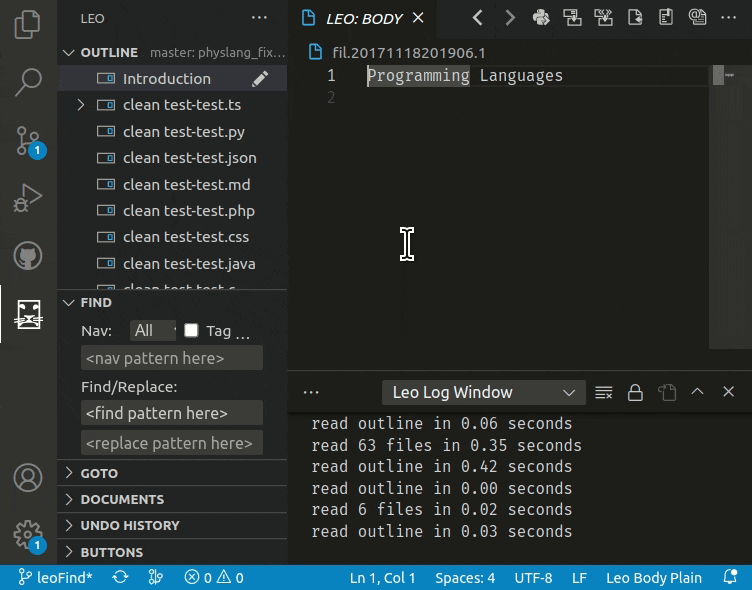 LEO
OUTLINE master: physlang_fix...
Introduction
clean test-test.ts
clean test-test.py
clean test-test.json
clean test-test.md
clean test-test.php
clean test-test.css
clean test-test.java
clean test-test.c
FIND
Nav: All Tag ...
<nav pattern here>
Find/Replace:
<find pattern here>
<replace pattern here>
GOTO
DOCUMENTS
UNDO HISTORY
BUTTONS
LEO: BODY
fil.20171118201906.1
1 Programming Languages
2
Leo Log Window
read outline in 0.06 seconds
read 63 files in 0.35 seconds
read outline in 0.42 seconds
read outline in 0.00 seconds
read 6 files in 0.02 seconds
read outline in 0.03 seconds
1
1
leoFind* 0 0 Ln 1, Col 1 Spaces: 4 UTF-8 LF Leo Body Plain